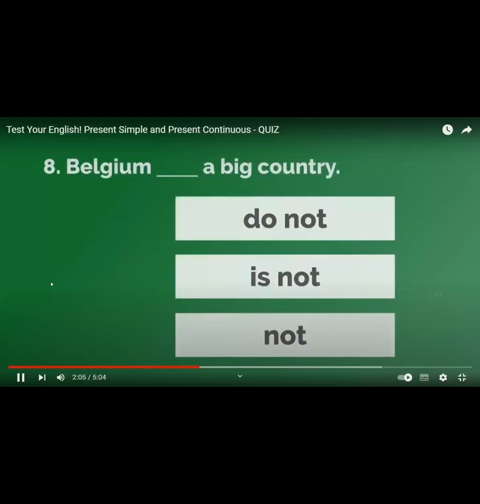 Test Your English! Present Simple and Present Continuous - QUIZ
8. Belgium ____ a big country.
do not
is not
not
2:05 / 5:04